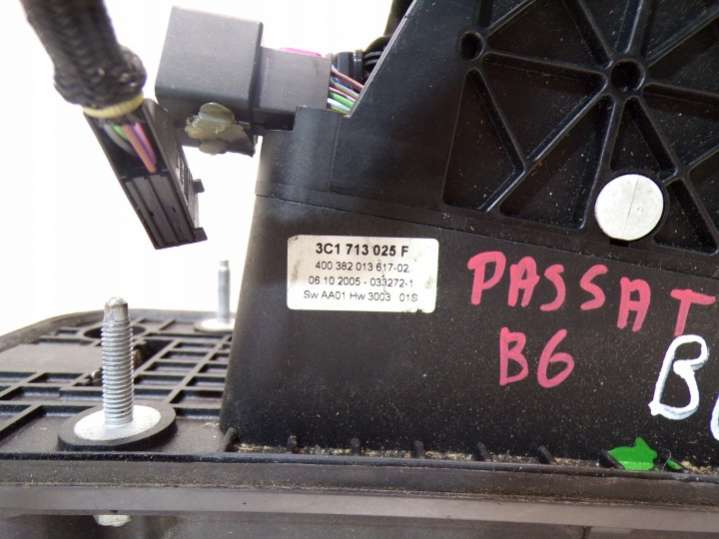 3C1 713 025 F
400 382 013 617-02
06.10 2005 - 033272-1
Sw AA01 Hw 3003 01S
PASSAT
B6